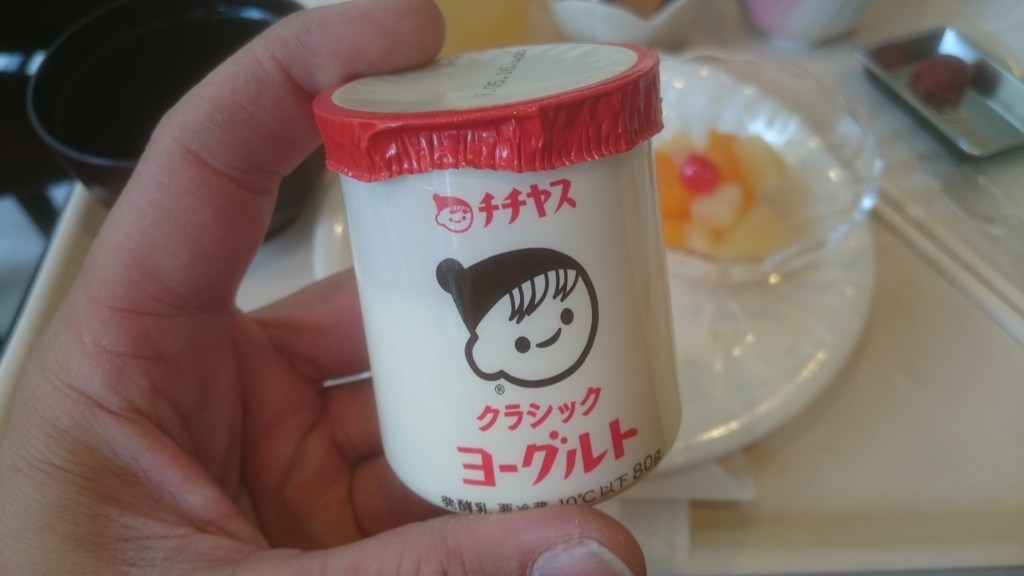 チチヤス
®
クラシック
ヨーグルト
発酵乳 要冷蔵 10℃以下 80g